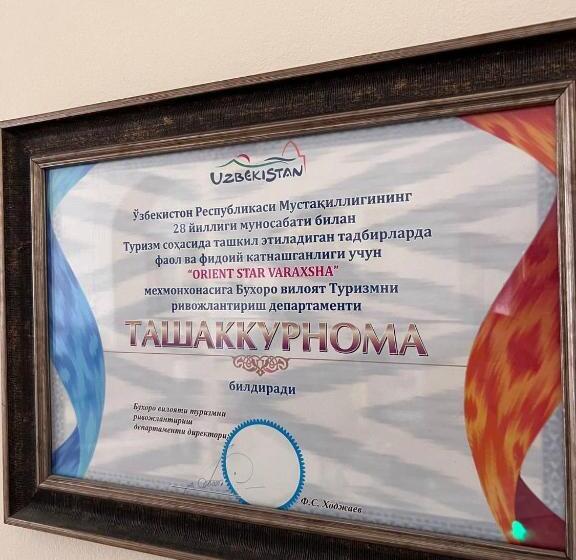 UZBEKISTAN
Ўзбекистон Республикаси Мустақиллигининг
28 йиллиги муносабати билан
Туризм соҳасида ташкил этиладиган тадбирларда
фаол ва фидоий катнашганлиги учун
"ORIENT STAR VARAXSHA"
мехмонхонасига Бухоро вилоят Туризмни
ривожлантириш департаменти
ТАШАККУРНОМА
билдиради
Бухоро вилояти туризмни
ривожлантириш
департаменти директори:
Ф.С. Ходжаев